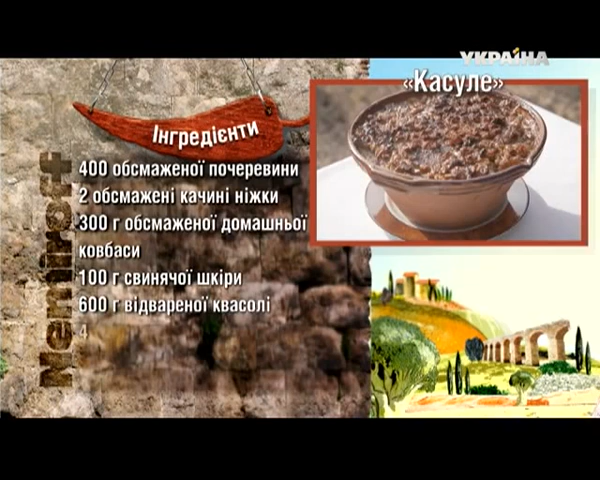 УКРАЇНА
«Касуле»
Інгредієнти
400 обсмаженої почеревини
2 обсмажені качині ніжки
300 г обсмаженої домашньої
ковбаси
100 г свинячої шкіри
600 г відвареної квасолі
4
Nemiroff